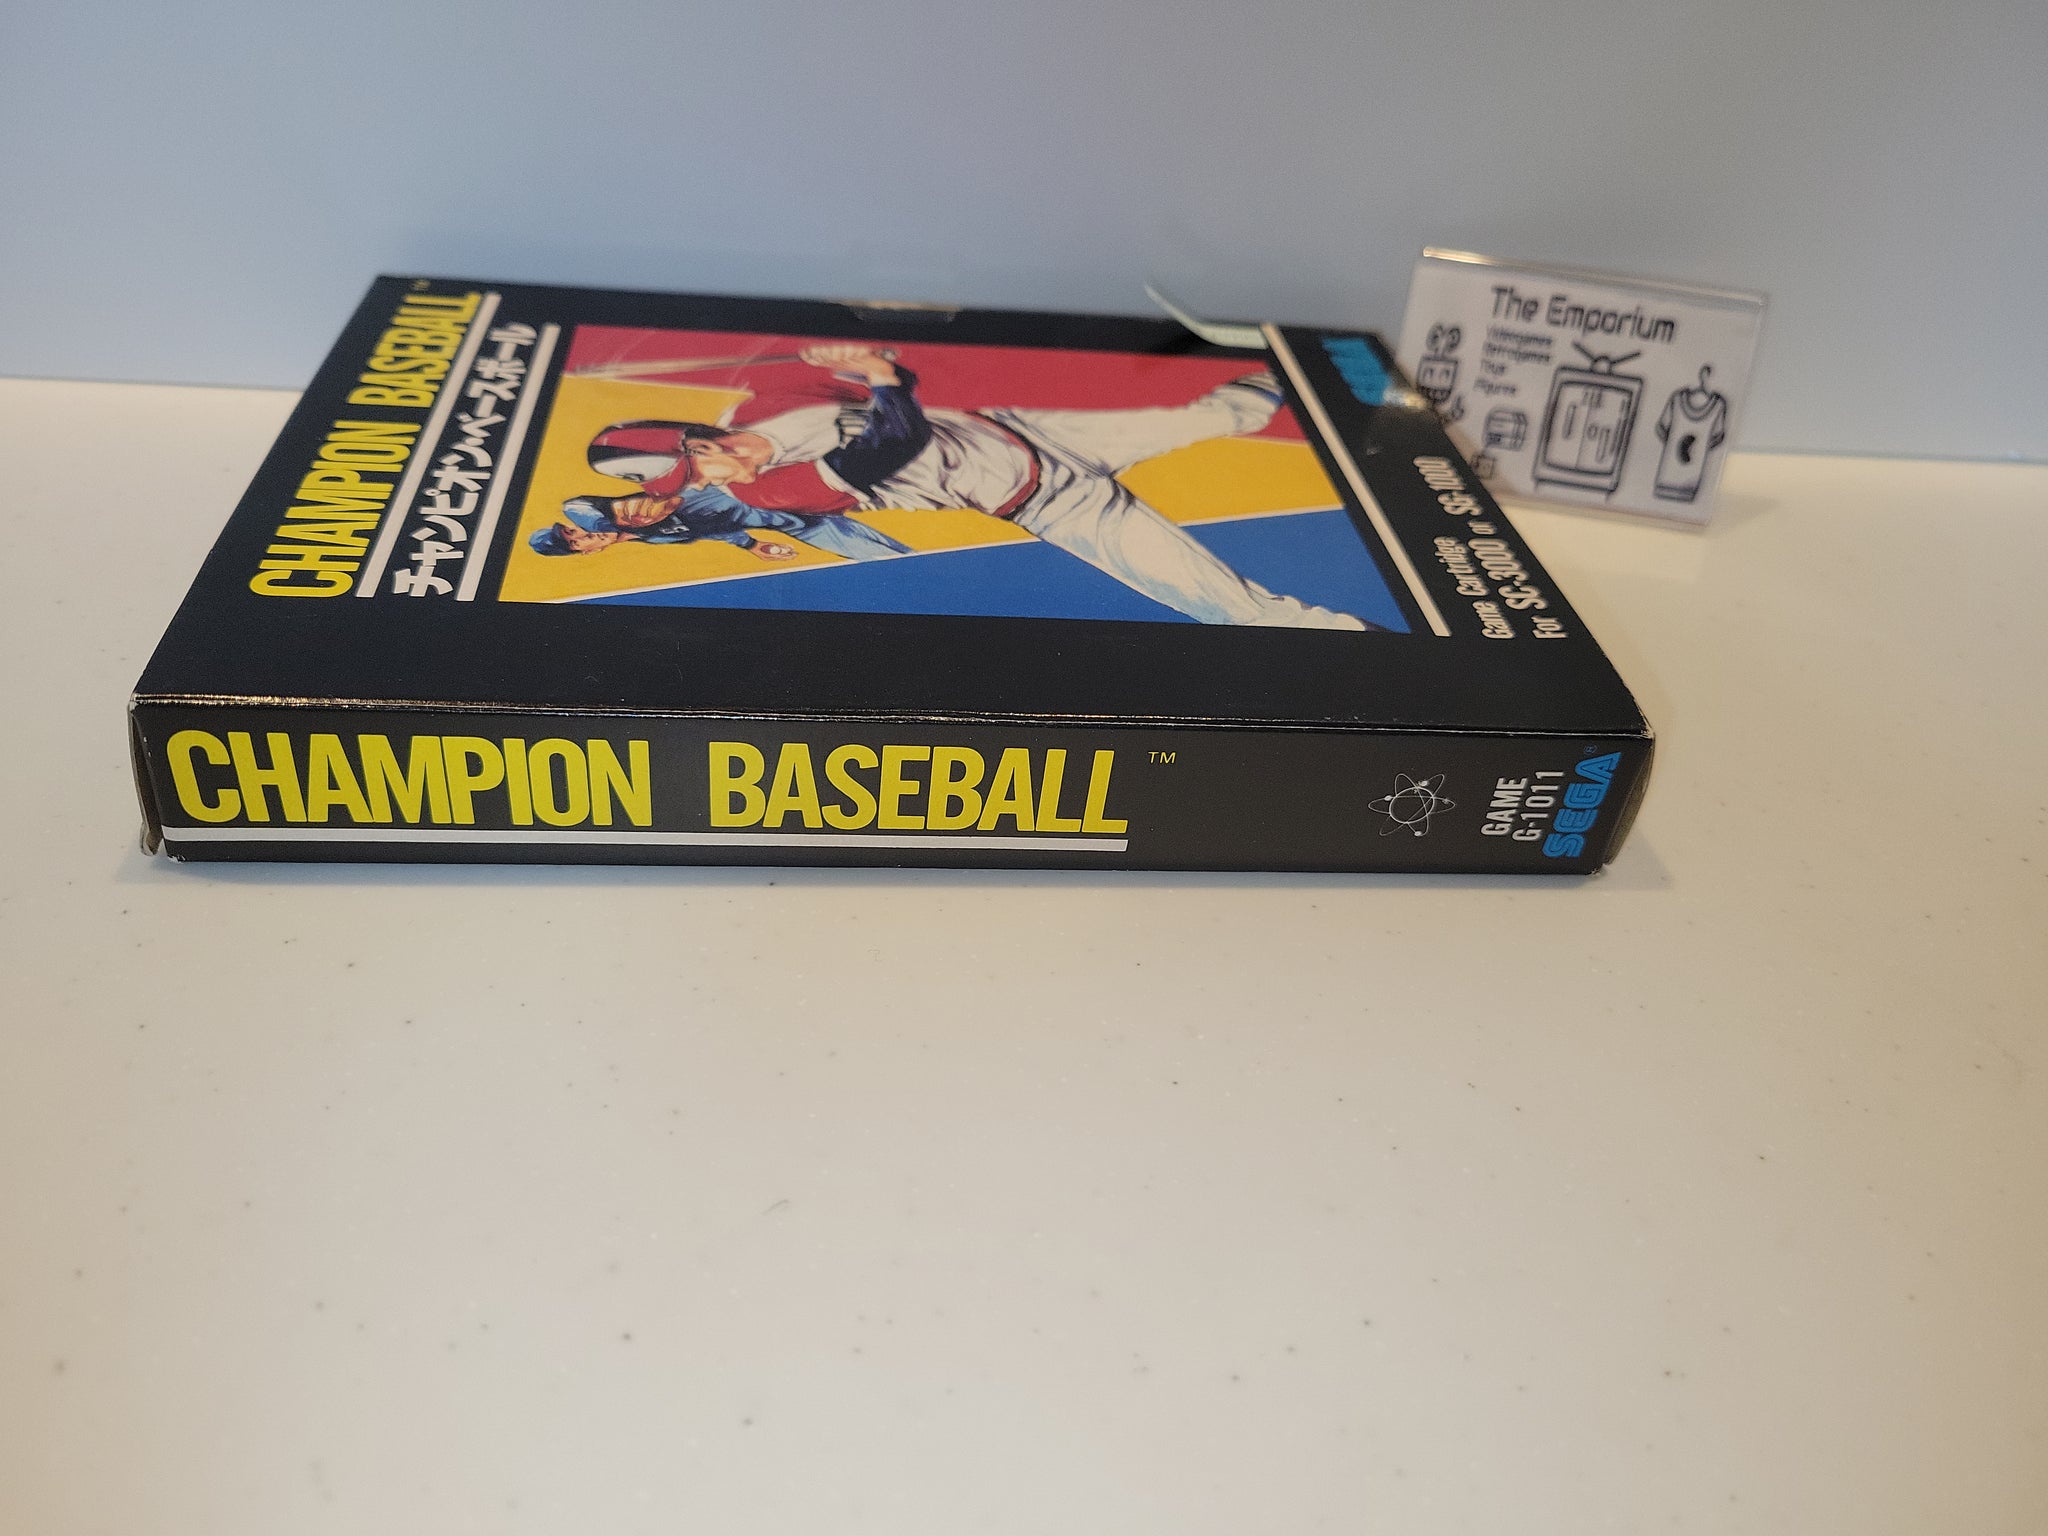 CHAMPION BASEBALL™
チャンピオン・ベースボール
Game Cartridge
For SC-3000 or SG-1000
CHAMPION BASEBALL™
GAME
G-1011
SEGA®
The Emporium
Videogames
Retrogames
Toys
Figures